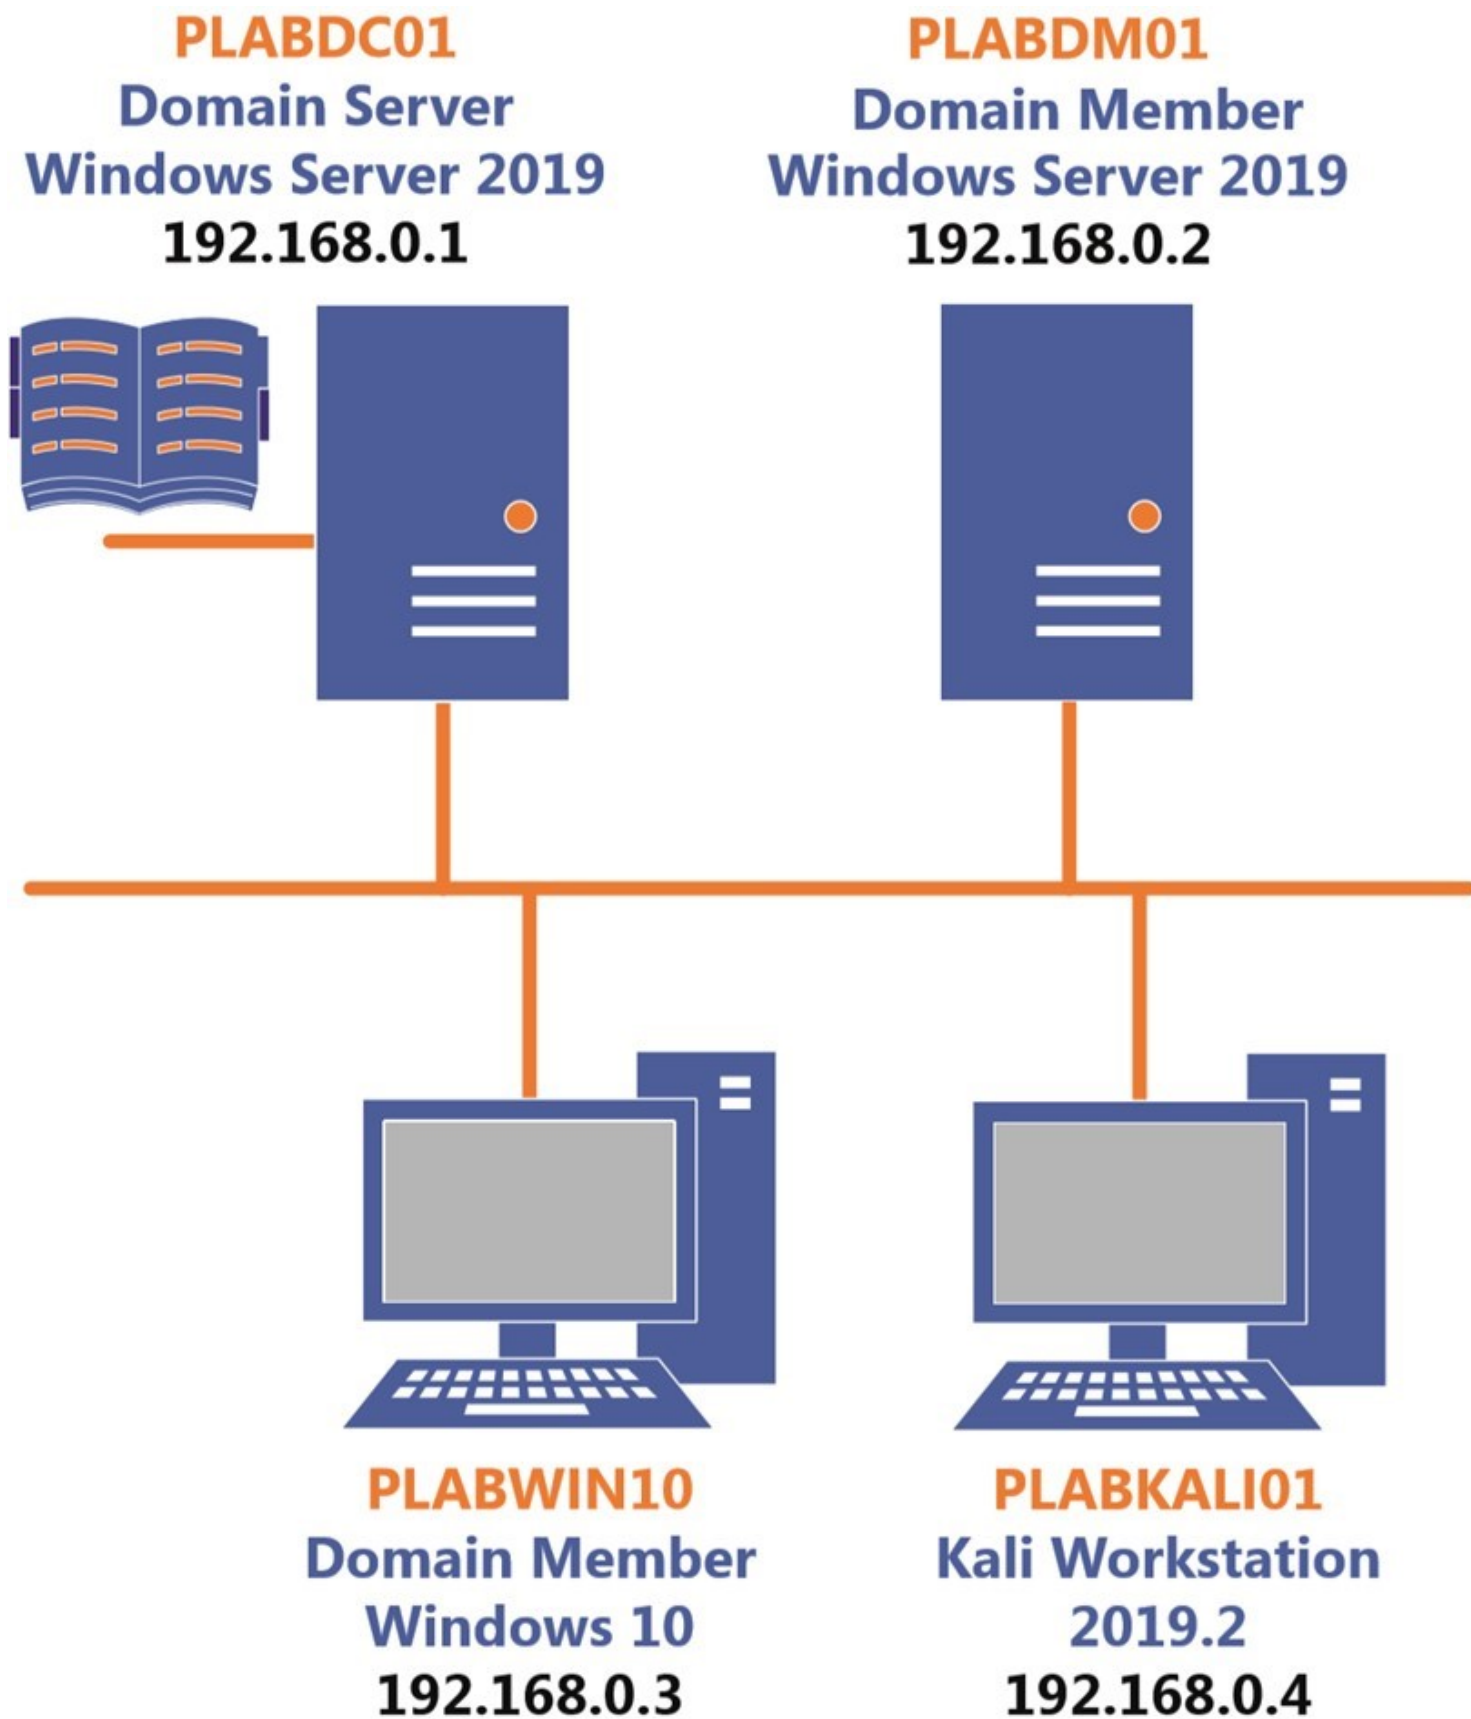 PLABDC01
Domain Server
Windows Server 2019
192.168.0.1
PLABDM01
Domain Member
Windows Server 2019
192.168.0.2
PLABWIN10
Domain Member
Windows 10
192.168.0.3
PLABKALI01
Kali Workstation
2019.2
192.168.0.4